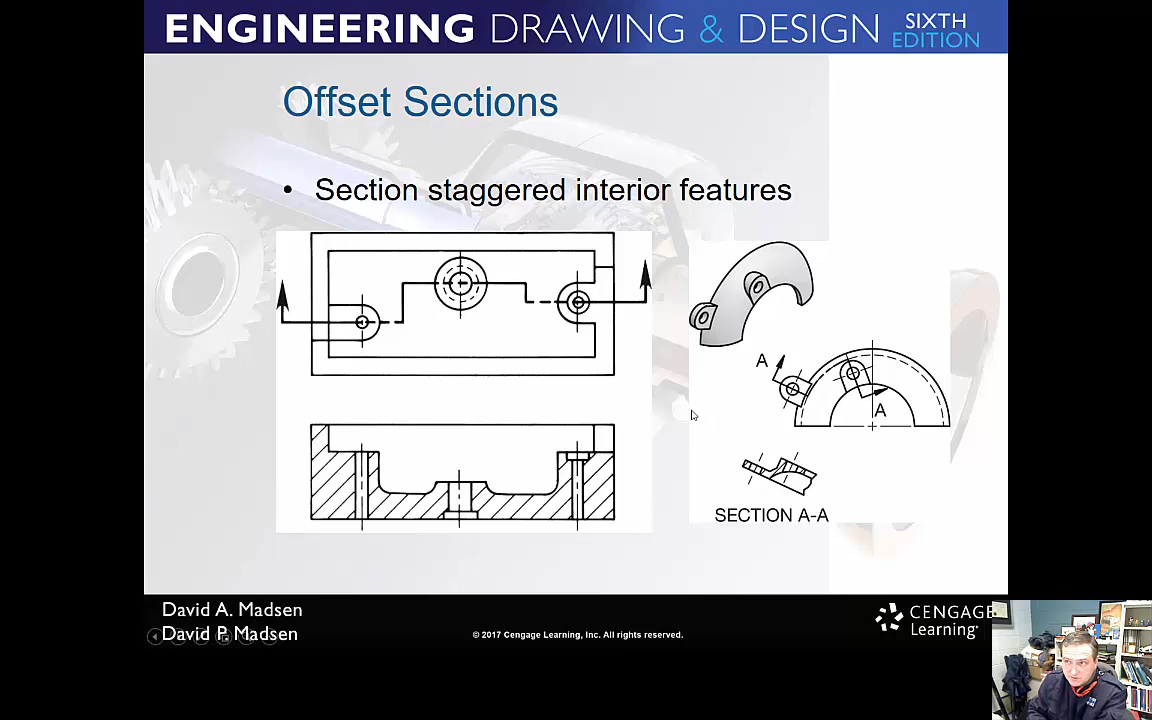 ENGINEERING DRAWING & DESIGN SIXTH EDITION
Offset Sections
• Section staggered interior features
A
A
SECTION A-A
David A. Madsen
David P. Madsen
© 2017 Cengage Learning, Inc. All rights reserved.
CENGAGE
Learning™